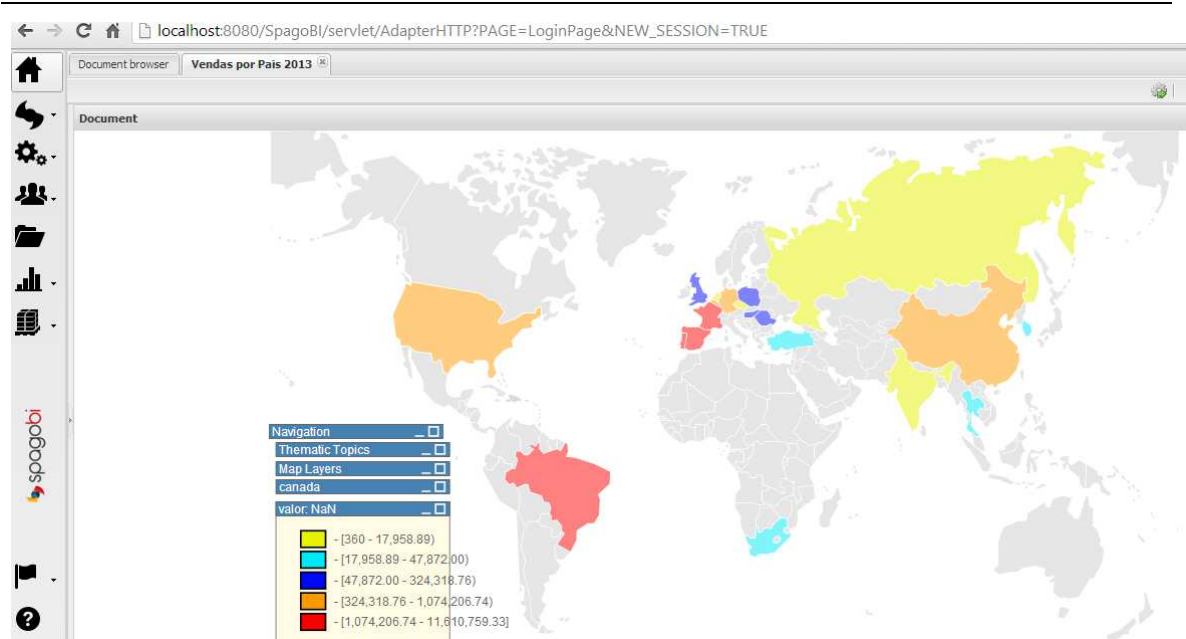 localhost:8080/SpagoBI/servlet/AdapterHTTP?PAGE=LoginPage&NEW_SESSION=TRUE
Document browser
Vendas por Pais 2013
Document
spagobi
Navigation
Thematic Topics
Map Layers
canada
valor: NaN
- [360 - 17,958.89)
- [17,958.89 - 47,872.00)
- [47,872.00 - 324,318.76)
- [324,318.76 - 1,074,206.74)
- [1,074,206.74 - 11,610,759.33]